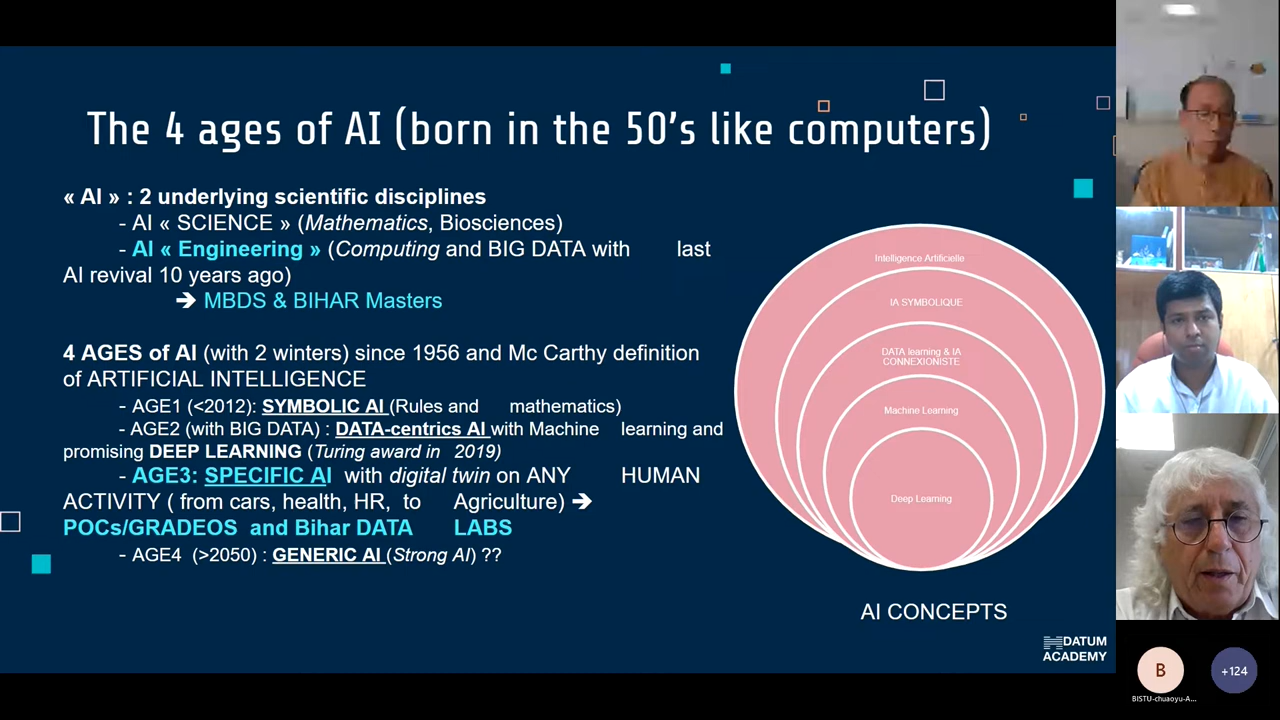 The 4 ages of AI (born in the 50's like computers)
« AI » : 2 underlying scientific disciplines
- AI « SCIENCE » (Mathematics, Biosciences)
- AI « Engineering » (Computing and BIG DATA with last
AI revival 10 years ago)
➔ MBDS & BIHAR Masters
4 AGES of AI (with 2 winters) since 1956 and Mc Carthy definition
of ARTIFICIAL INTELLIGENCE
- AGE1 (<2012): SYMBOLIC AI (Rules and mathematics)
- AGE2 (with BIG DATA) : DATA-centrics AI with Machine learning and
promising DEEP LEARNING (Turing award in 2019)
- AGE3: SPECIFIC AI with digital twin on ANY HUMAN
ACTIVITY ( from cars, health, HR, to Agriculture) ➔
POCs/GRADEOS and Bihar DATA LABS
- AGE4 (>2050) : GENERIC AI (Strong AI) ??
Intelligence Artificielle
IA SYMBOLIQUE
DATA learning & IA
CONNEXIONISTE
Machine Learning
Deep Learning
AI CONCEPTS
DATUM
ACADEMY
B
+124
BISTU-chuaoyu-A...